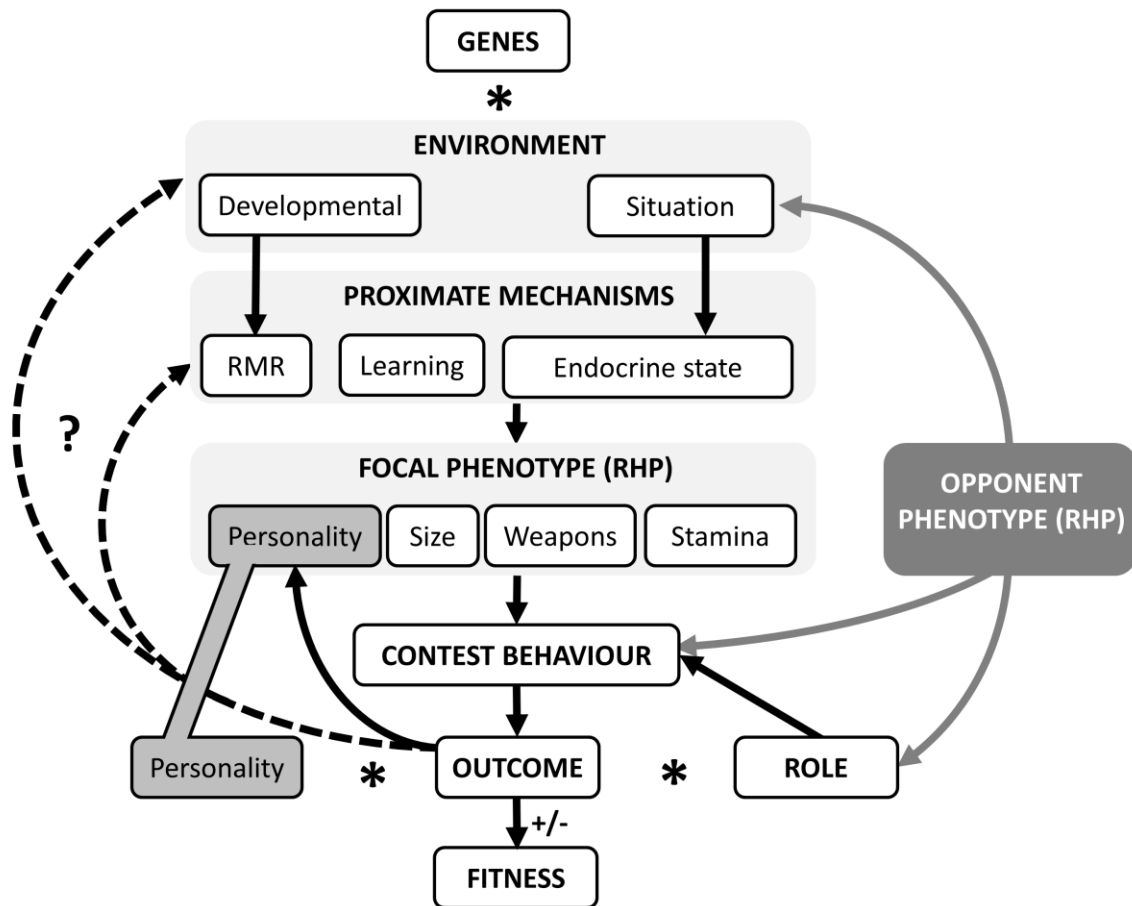 GENES
*
ENVIRONMENT
Developmental
Situation
PROXIMATE MECHANISMS
RMR
Learning
Endocrine state
?
FOCAL PHENOTYPE (RHP)
Personality
Size
Weapons
Stamina
OPPONENT
PHENOTYPE (RHP)
CONTEST BEHAVIOUR
Personality
*
OUTCOME
*
ROLE
+/-
FITNESS